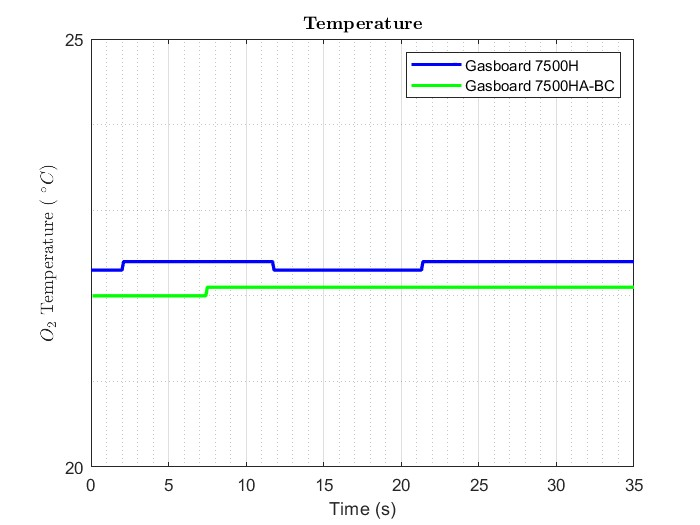 Temperature
25
Gasboard 7500H
Gasboard 7500HA-BC
O₂ Temperature ( °C)
20
0 5 10 15 20 25 30 35
Time (s)